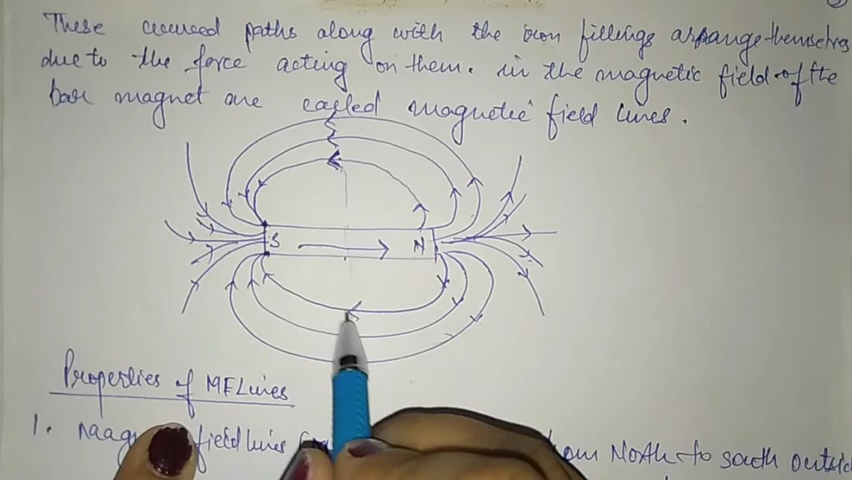 These curved paths along with the iron fillings arrange themselves
due to the force acting on them. in the magnetic field of the
bar magnet are called magnetic field lines.
S N
Properties of MFLines
1. field lines from North to south outside